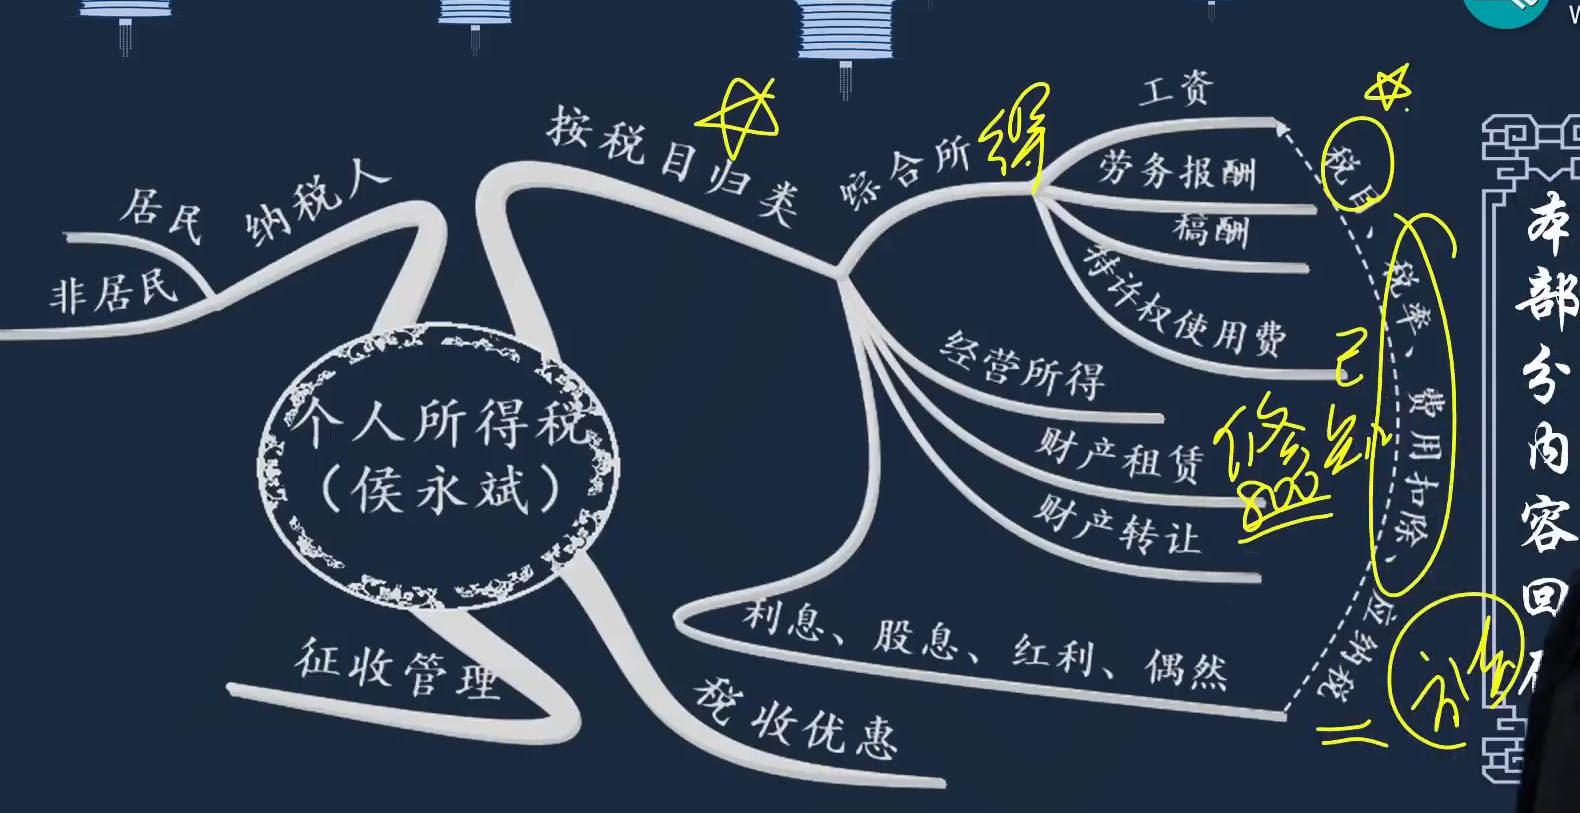 个人所得税
（侯永斌）
纳税人
居民
非居民
按税目归类
综合所得
工资
劳务报酬
稿酬
特许权使用费
经营所得
财产租赁
修
800
财产转让
利息、股息、红利、偶然
税目、税率、费用扣除、应纳税
税收优惠
征收管理
本部分内容回